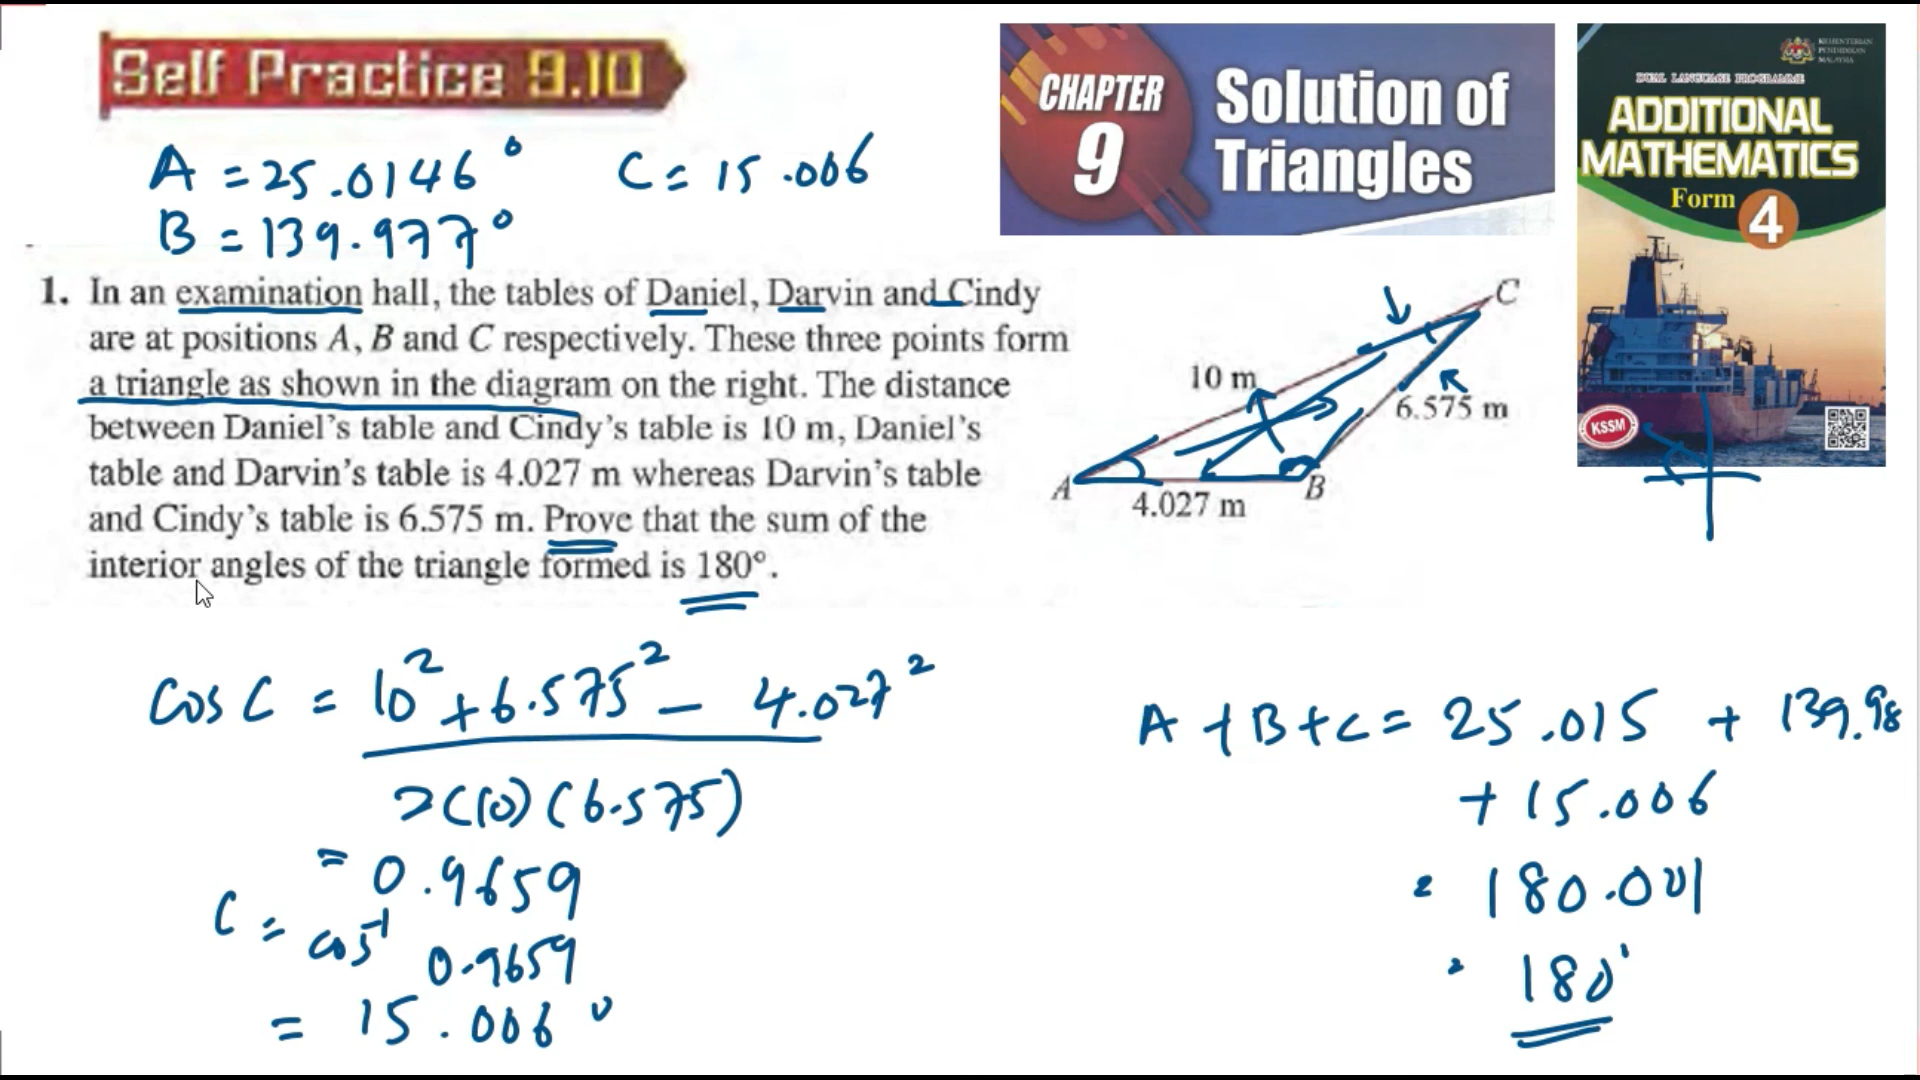 Self Practice 9.10
CHAPTER
9
Solution of
Triangles
KEMENTERIAN
PENDIDIKAN
MALAYSIA
DUAL LANGUAGE PROGRAMME
ADDITIONAL
MATHEMATICS
Form 4
KSSM
A = 25.0146° C = 15.006
B = 139.977°
1. In an examination hall, the tables of Daniel, Darvin and Cindy
are at positions A, B and C respectively. These three points form
a triangle as shown in the diagram on the right. The distance
between Daniel's table and Cindy's table is 10 m, Daniel's
table and Darvin's table is 4.027 m whereas Darvin's table
and Cindy's table is 6.575 m. Prove that the sum of the
interior angles of the triangle formed is 180°.
C
10 m
6.575 m
A
B
4.027 m
Cos C = 10² + 6.575² - 4.027²
2(10)(6.575)
= 0.9659
C = cos⁻¹ 0.9659
= 15.006°
A + B + C = 25.015 + 139.98
+ 15.006
= 180.001
= 180°